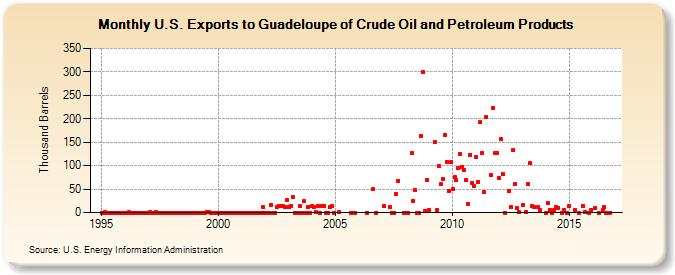 Monthly U.S. Exports to Guadeloupe of Crude Oil and Petroleum Products
Thousand Barrels
350
300
250
200
150
100
50
0
1995 2000 2005 2010 2015
Source: U.S. Energy Information Administration